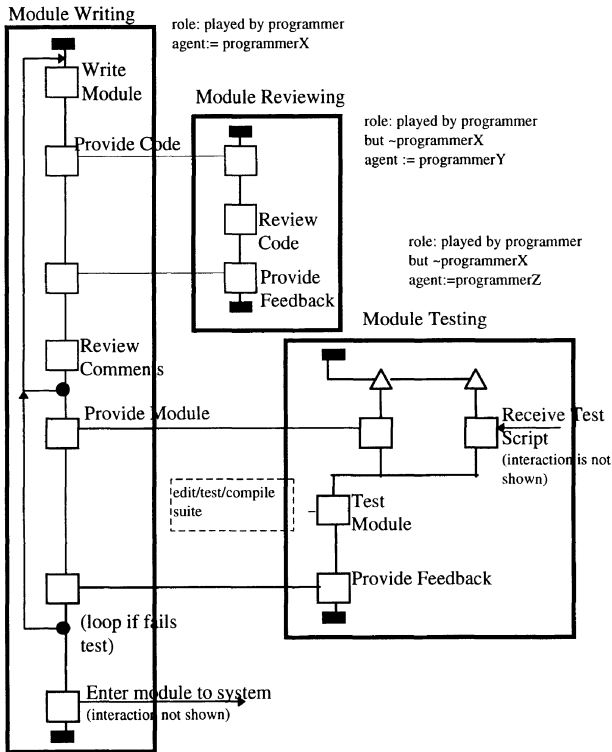 Module Writing
role: played by programmer
agent:= programmerX
Write
Module
Module Reviewing
role: played by programmer
but ~programmerX
agent := programmerY
Provide Code
Review
Code
role: played by programmer
but ~programmerX
agent:=programmerZ
Provide
Feedback
Module Testing
Review
Comments
Provide Module
Receive Test
Script
(interaction is not
shown)
edit/test/compile
suite
Test
Module
Provide Feedback
(loop if fails
test)
Enter module to system
(interaction not shown)